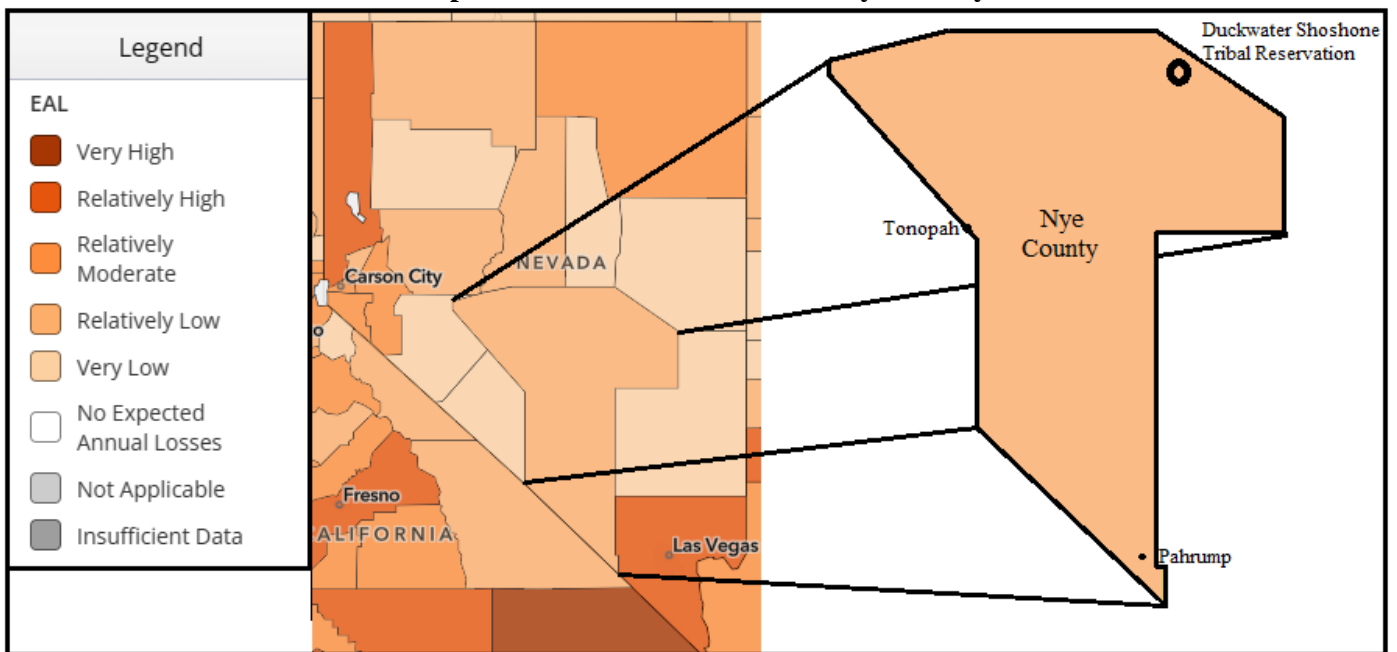 Legend
EAL
Very High
Relatively High
Relatively
Moderate
Relatively Low
Very Low
No Expected
Annual Losses
Not Applicable
Insufficient Data
NEVADA
Carson City
Fresno
CALIFORNIA
Las Vegas
Duckwater Shoshone
Tribal Reservation
Tonopah
Nye
County
Pahrump